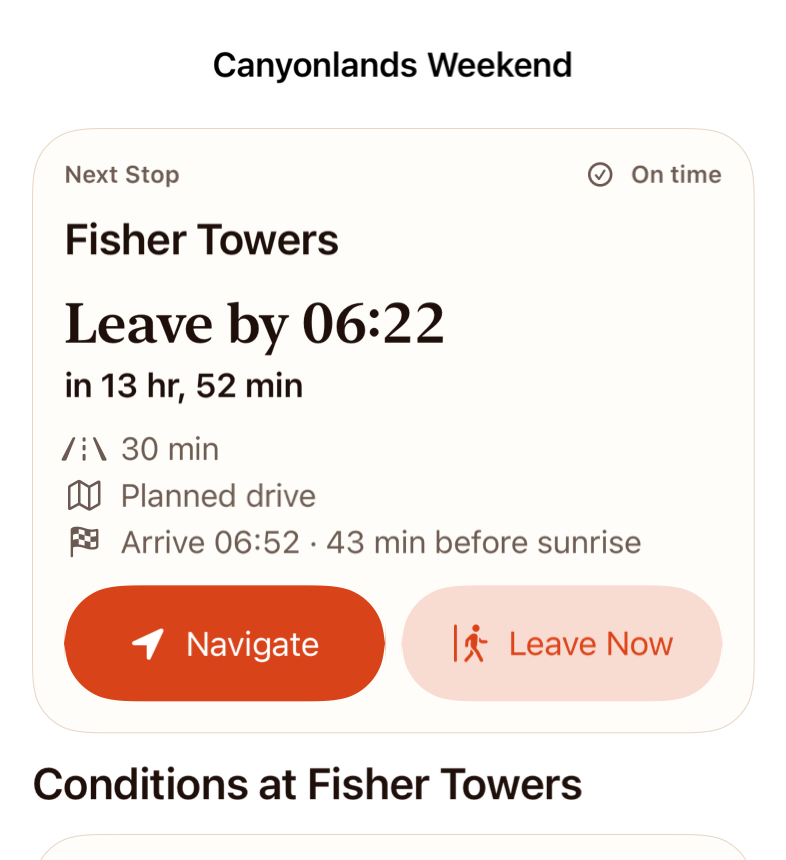 Canyonlands Weekend
Next Stop
On time
Fisher Towers
Leave by 06:22
in 13 hr, 52 min
30 min
Planned drive
Arrive 06:52 · 43 min before sunrise
Navigate
Leave Now
Conditions at Fisher Towers